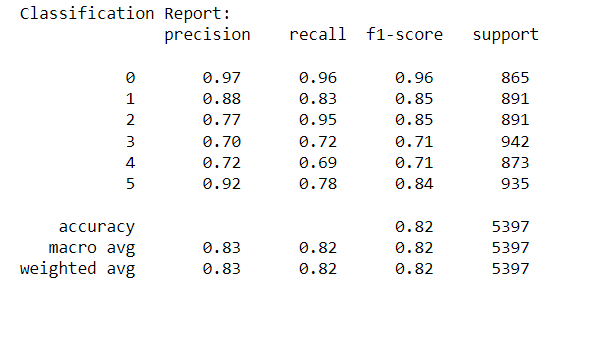 Classification Report:
precision recall f1-score support
0 0.97 0.96 0.96 865
1 0.88 0.83 0.85 891
2 0.77 0.95 0.85 891
3 0.70 0.72 0.71 942
4 0.72 0.69 0.71 873
5 0.92 0.78 0.84 935
accuracy 0.82 5397
macro avg 0.83 0.82 0.82 5397
weighted avg 0.83 0.82 0.82 5397